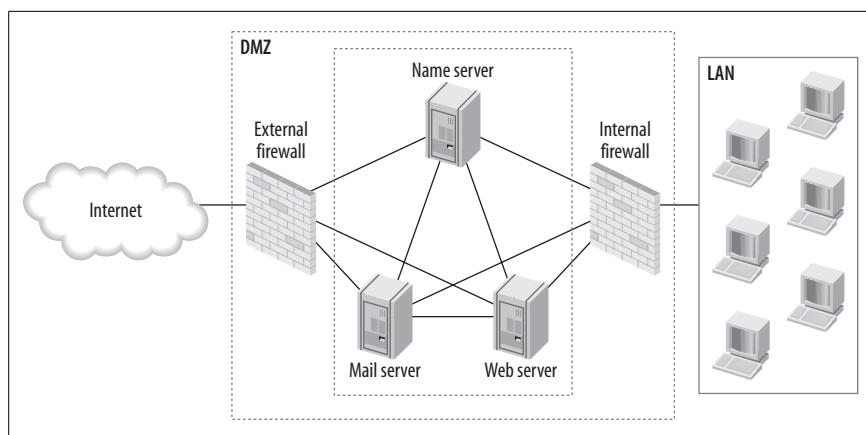 DMZ
LAN
Name server
External
firewall
Internal
firewall
Internet
Mail server
Web server